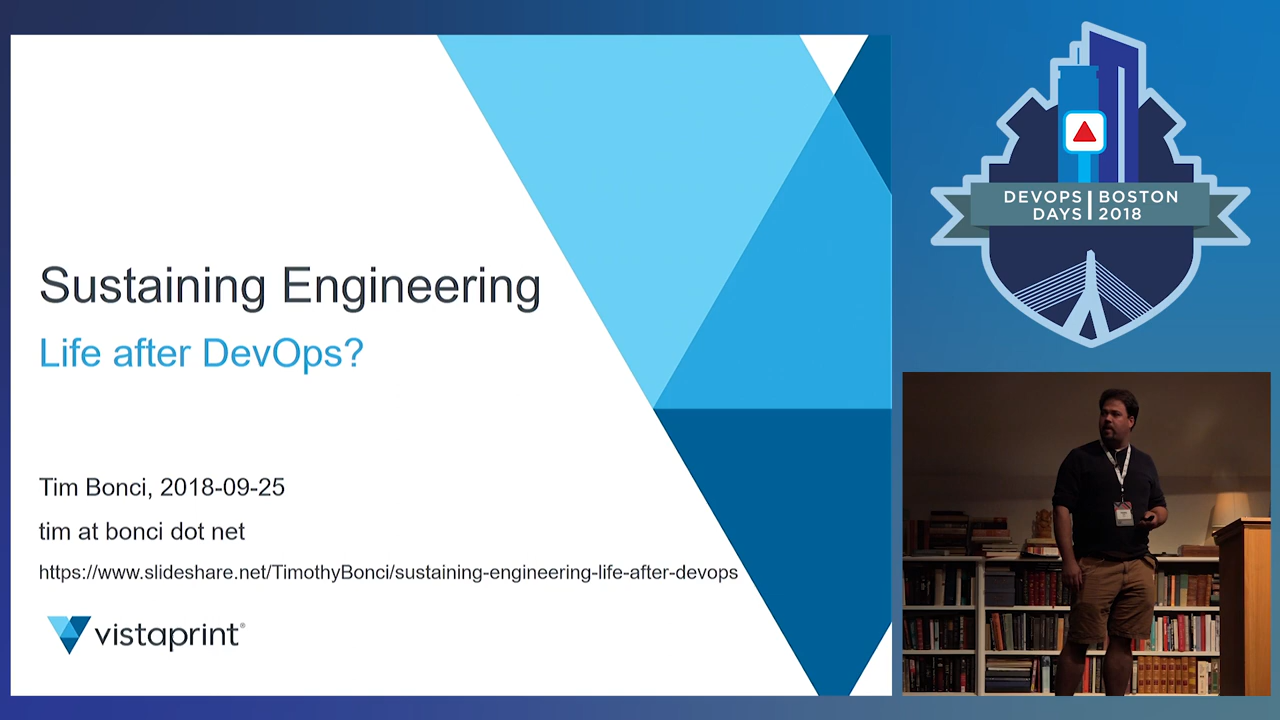 Sustaining Engineering
Life after DevOps?
Tim Bonci, 2018-09-25
tim at bonci dot net
https://www.slideshare.net/TimothyBonci/sustaining-engineering-life-after-devops
vistaprint®
DEVOPS | BOSTON
DAYS | 2018